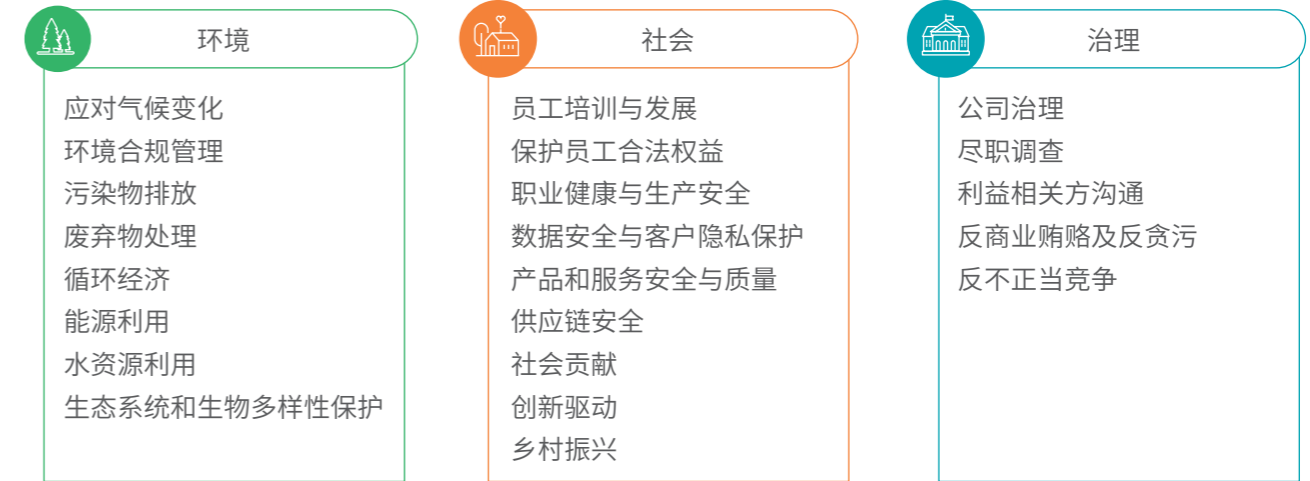 环境
应对气候变化
环境合规管理
污染物排放
废弃物处理
循环经济
能源利用
水资源利用
生态系统和生物多样性保护
社会
员工培训与发展
保护员工合法权益
职业健康与生产安全
数据安全与客户隐私保护
产品和服务安全与质量
供应链安全
社会贡献
创新驱动
乡村振兴
治理
公司治理
尽职调查
利益相关方沟通
反商业贿赂及反贪污
反不正当竞争